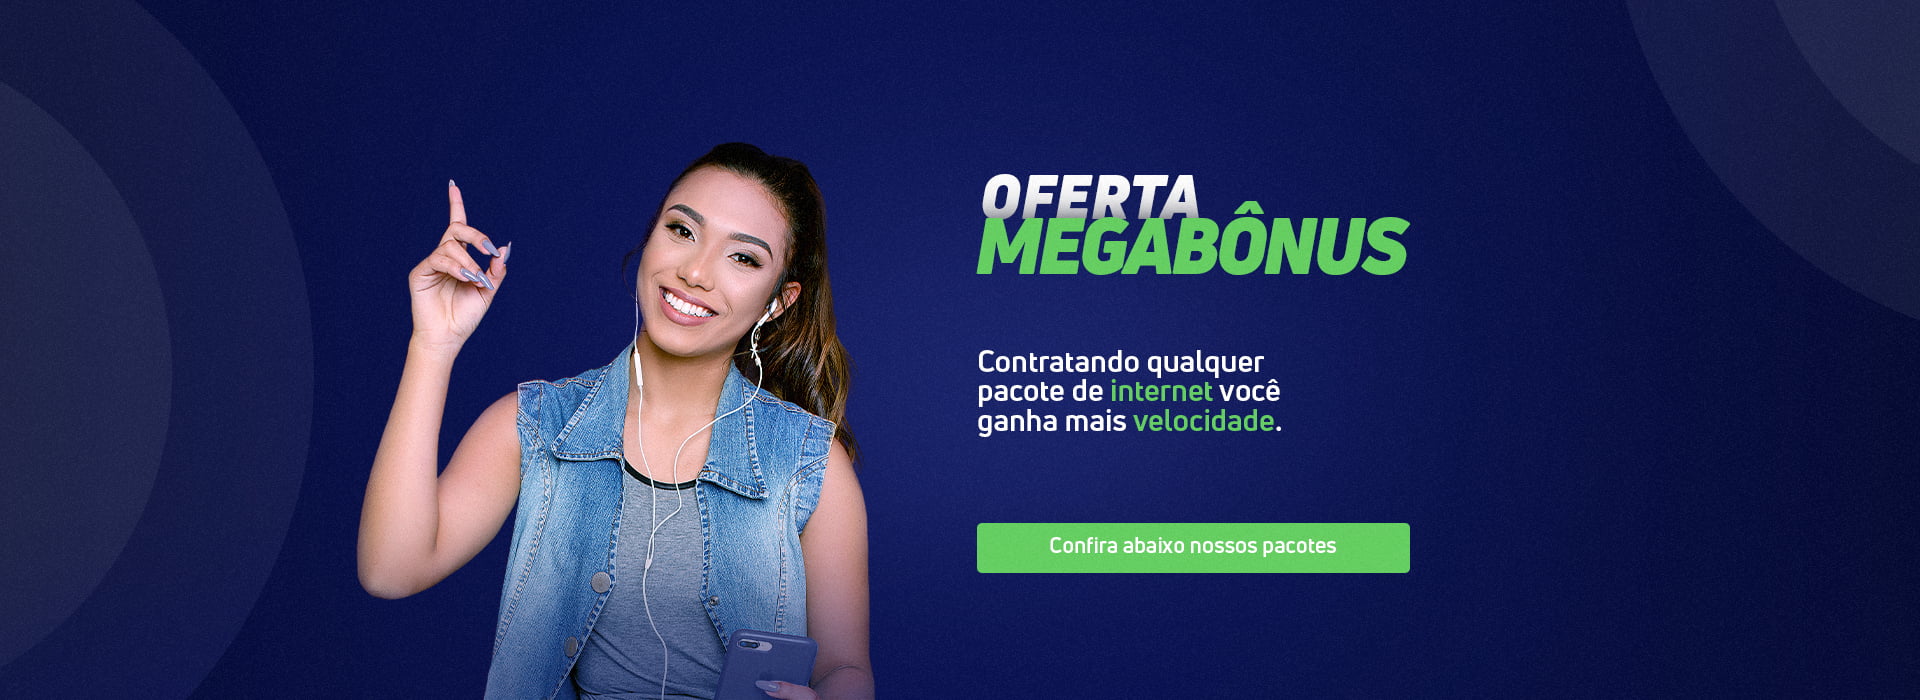 OFERTA
MEGABÔNUS
Contratando qualquer
pacote de internet você
ganha mais velocidade.
Confira abaixo nossos pacotes